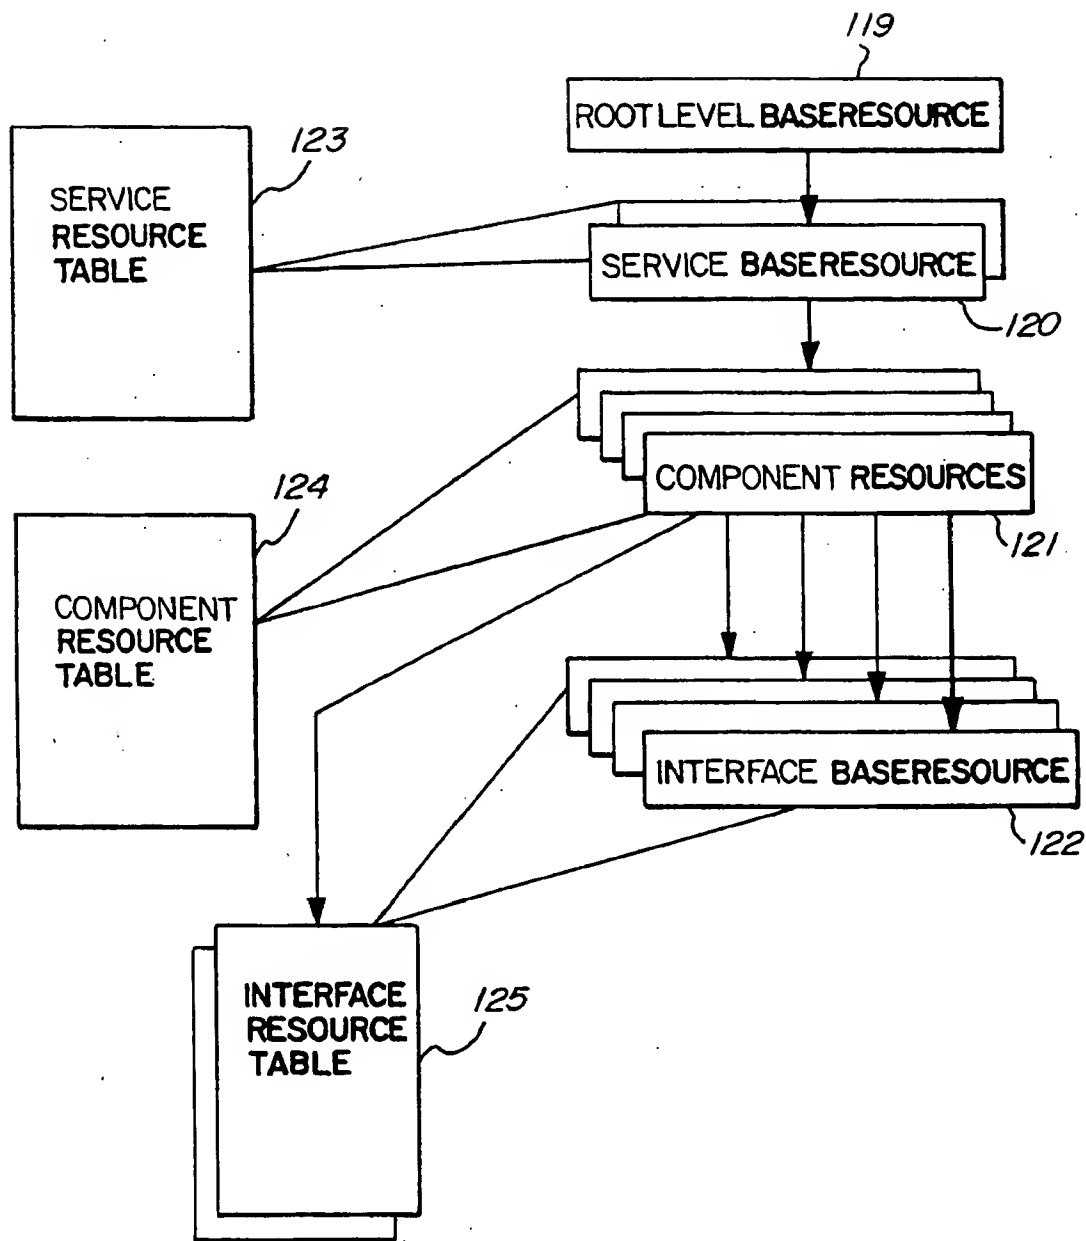 119
ROOT LEVEL BASERESOURCE
123
SERVICE
RESOURCE
TABLE
SERVICE BASERESOURCE
120
COMPONENT RESOURCES
121
124
COMPONENT
RESOURCE
TABLE
INTERFACE BASERESOURCE
122
INTERFACE
RESOURCE
TABLE
125